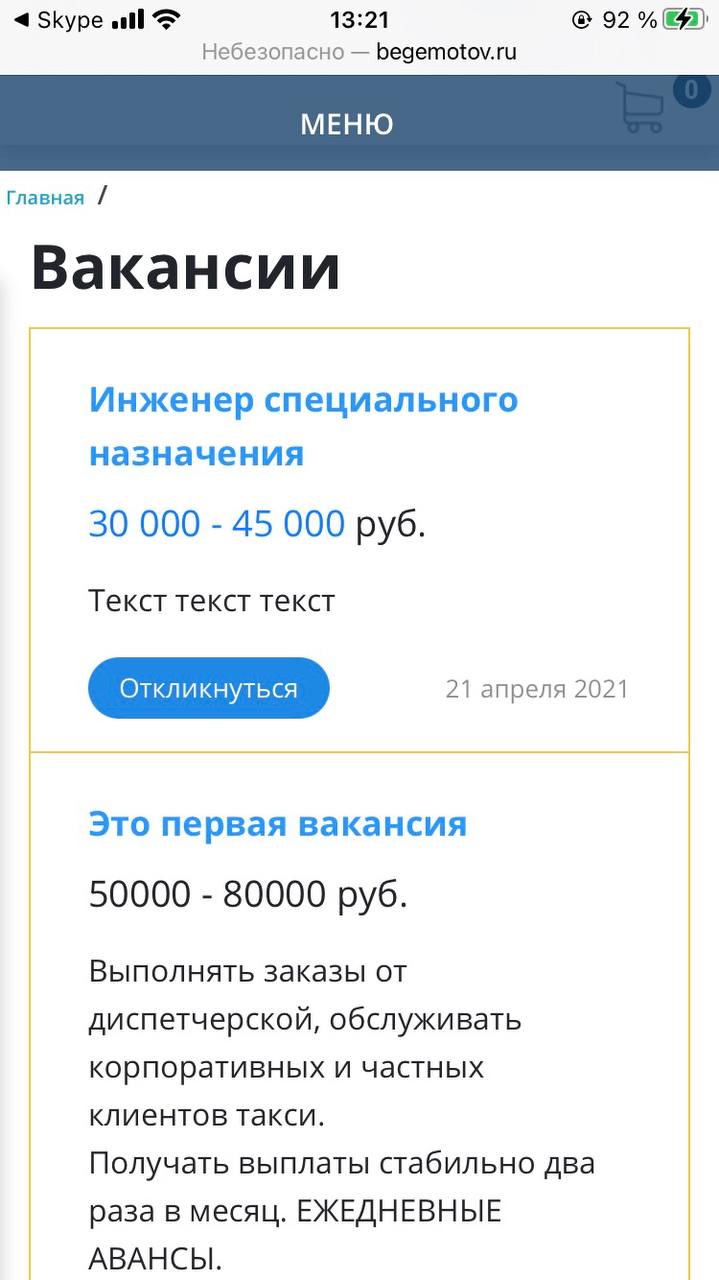 Skype 13:21 92 %
Небезопасно — begemotov.ru
МЕНЮ 0
Главная /
Вакансии
Инженер специального
назначения
30 000 - 45 000 руб.
Текст текст текст
Откликнуться 21 апреля 2021
Это первая вакансия
50000 - 80000 руб.
Выполнять заказы от
диспетчерской, обслуживать
корпоративных и частных
клиентов такси.
Получать выплаты стабильно два
раза в месяц. ЕЖЕДНЕВНЫЕ
АВАНСЫ.